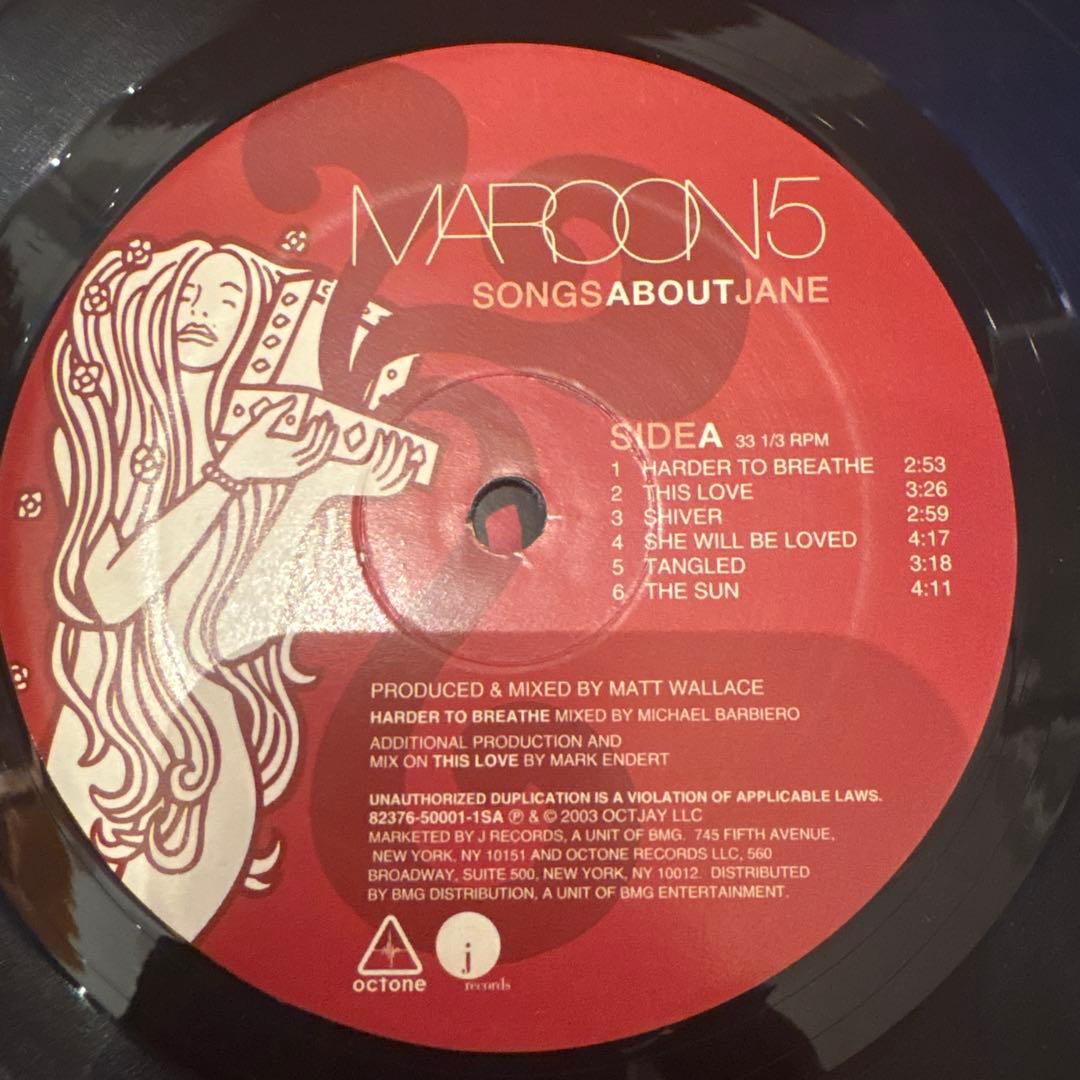 MAROON5
SONGSABOUTJANE
SIDEA 33 1/3 RPM
1 HARDER TO BREATHE 2:53
2 THIS LOVE 3:26
3 SHIVER 2:59
4 SHE WILL BE LOVED 4:17
5 TANGLED 3:18
6 THE SUN 4:11
PRODUCED & MIXED BY MATT WALLACE
HARDER TO BREATHE MIXED BY MICHAEL BARBIERO
ADDITIONAL PRODUCTION AND
MIX ON THIS LOVE BY MARK ENDERT
UNAUTHORIZED DUPLICATION IS A VIOLATION OF APPLICABLE LAWS.
82376-50001-1SA ℗ & © 2003 OCTJAY LLC
MARKETED BY J RECORDS, A UNIT OF BMG. 745 FIFTH AVENUE,
NEW YORK, NY 10151 AND OCTONE RECORDS LLC, 560
BROADWAY, SUITE 500, NEW YORK, NY 10012. DISTRIBUTED
BY BMG DISTRIBUTION, A UNIT OF BMG ENTERTAINMENT.
octone
j records